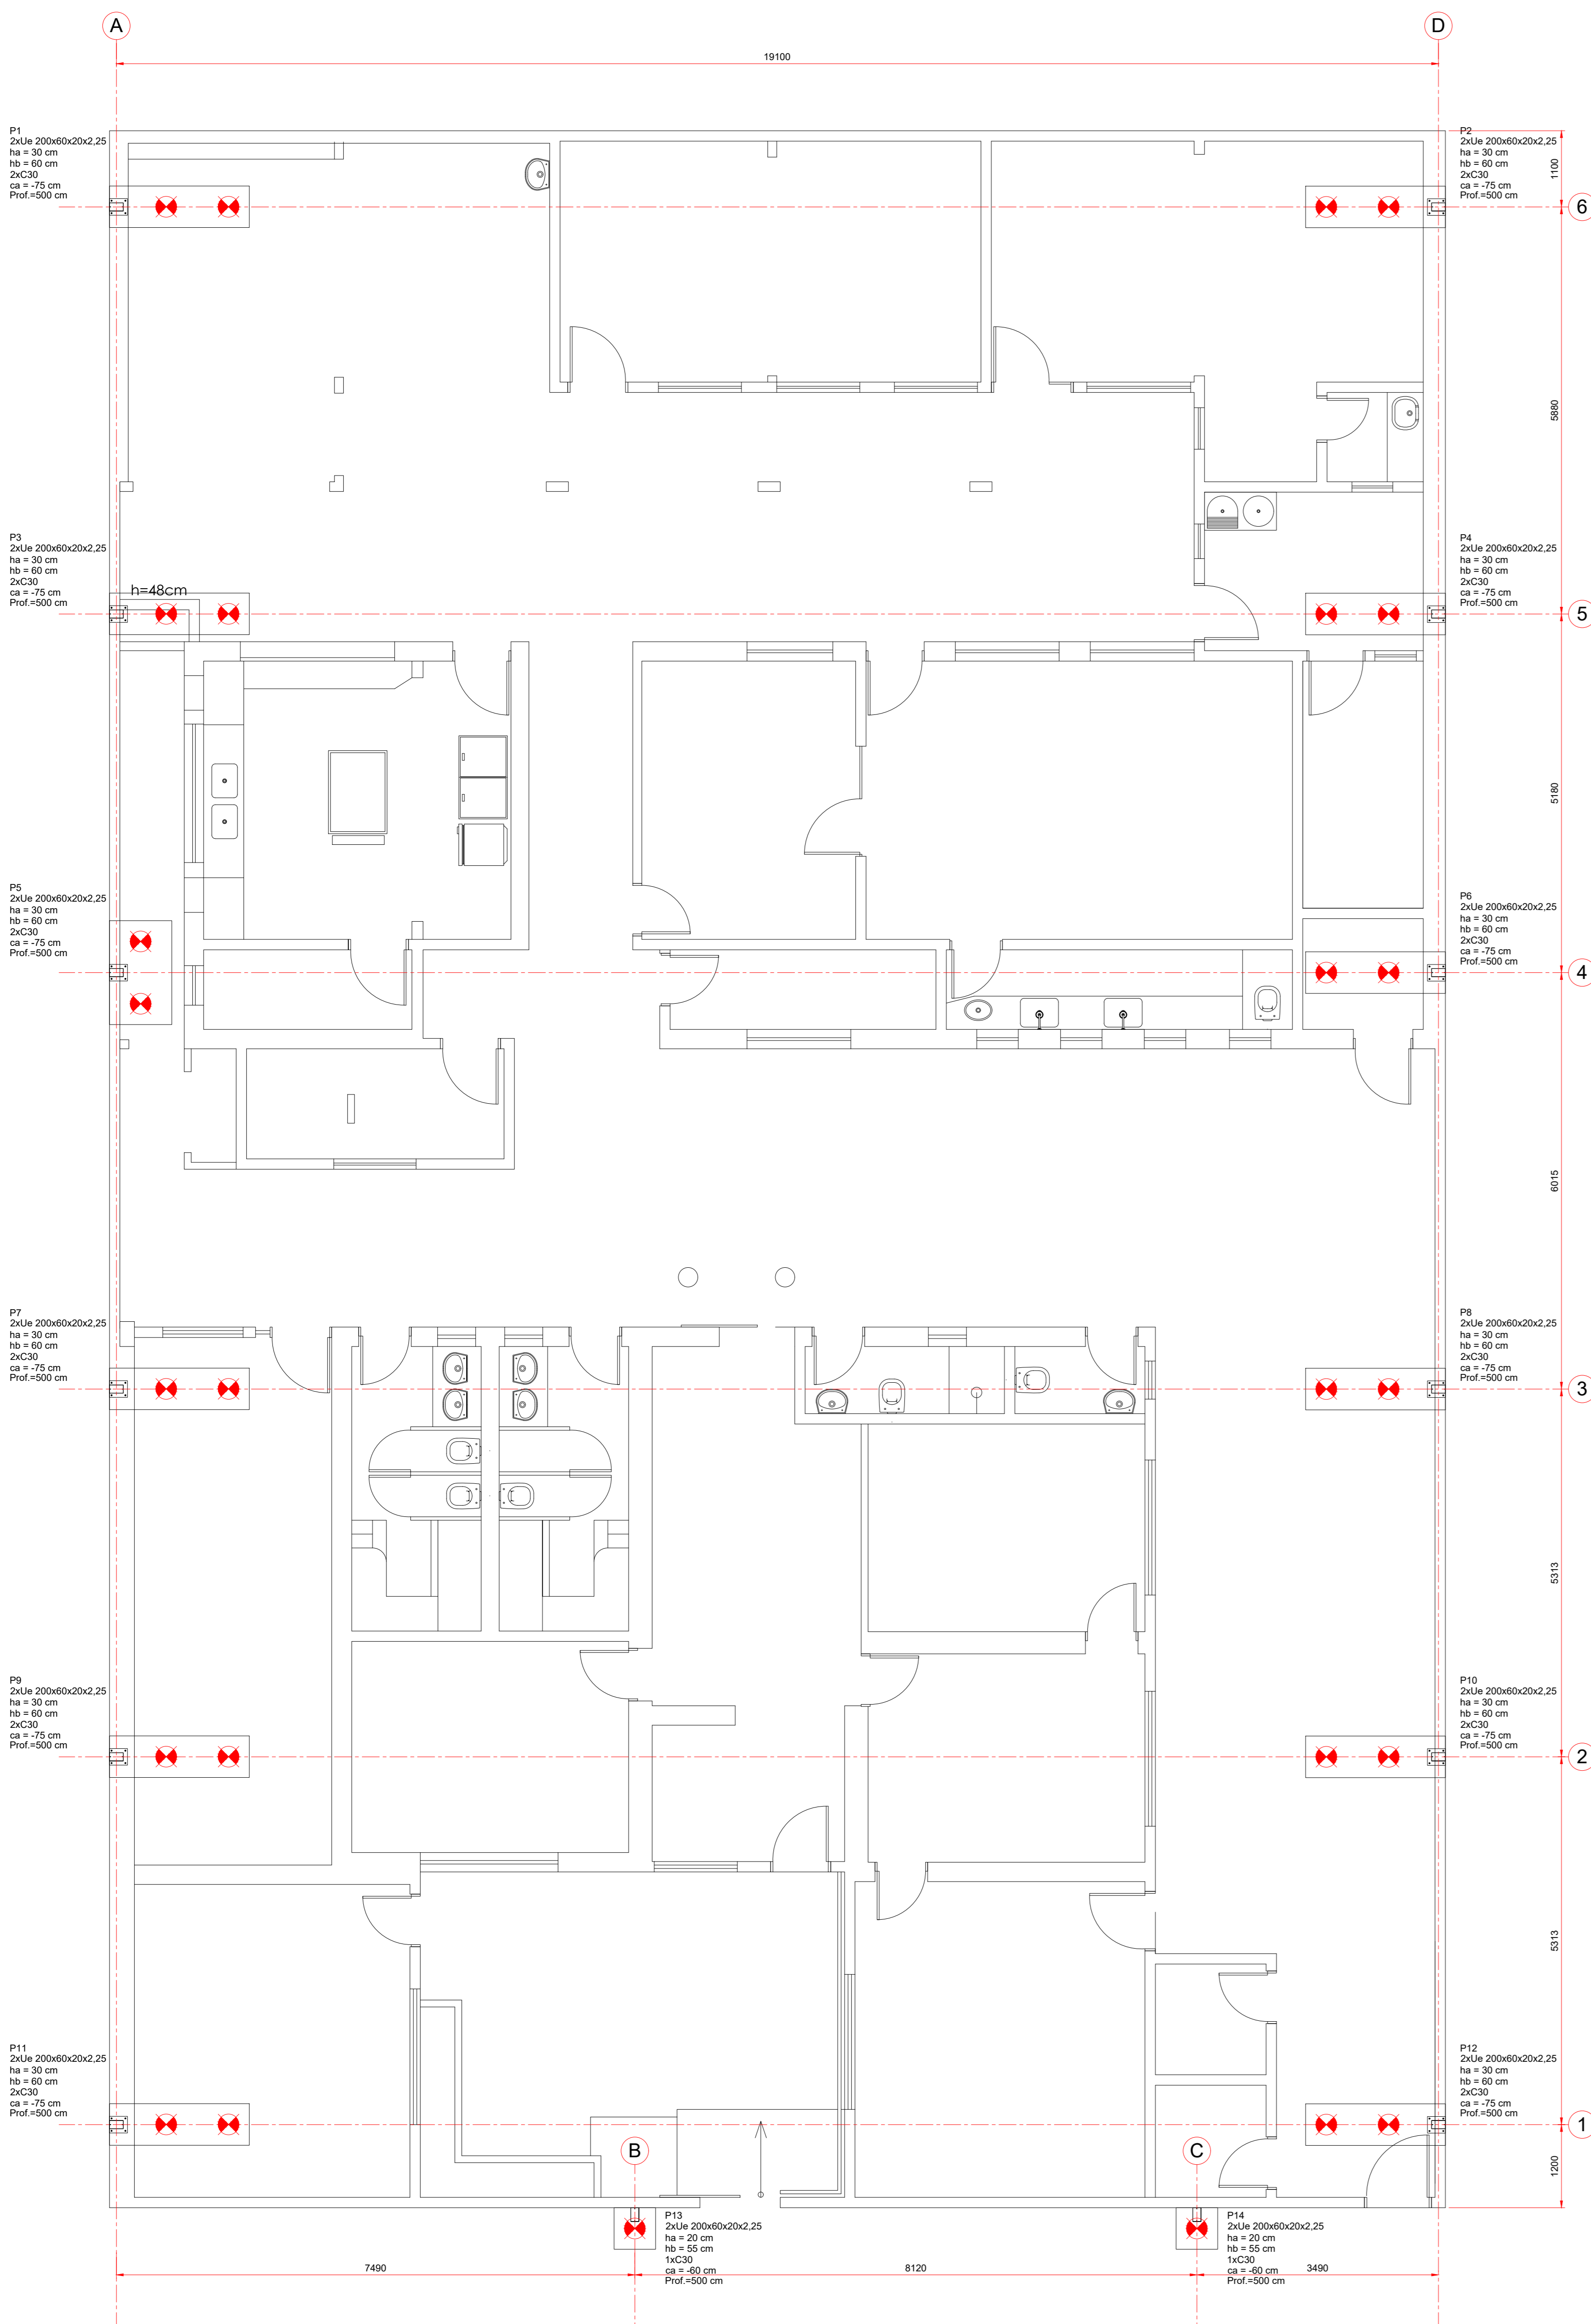 A
D
19100
P1
2xUe 200x60x20x2,25
ha = 30 cm
hb = 60 cm
2xC30
ca = -75 cm
Prof.=500 cm
P2
2xUe 200x60x20x2,25
ha = 30 cm
hb = 60 cm
2xC30
ca = -75 cm
Prof.=500 cm
1100
6
5880
P3
2xUe 200x60x20x2,25
ha = 30 cm
hb = 60 cm
2xC30
ca = -75 cm
Prof.=500 cm
h=48cm
P4
2xUe 200x60x20x2,25
ha = 30 cm
hb = 60 cm
2xC30
ca = -75 cm
Prof.=500 cm
5
5180
P5
2xUe 200x60x20x2,25
ha = 30 cm
hb = 60 cm
2xC30
ca = -75 cm
Prof.=500 cm
P6
2xUe 200x60x20x2,25
ha = 30 cm
hb = 60 cm
2xC30
ca = -75 cm
Prof.=500 cm
4
6015
P7
2xUe 200x60x20x2,25
ha = 30 cm
hb = 60 cm
2xC30
ca = -75 cm
Prof.=500 cm
P8
2xUe 200x60x20x2,25
ha = 30 cm
hb = 60 cm
2xC30
ca = -75 cm
Prof.=500 cm
3
5313
P9
2xUe 200x60x20x2,25
ha = 30 cm
hb = 60 cm
2xC30
ca = -75 cm
Prof.=500 cm
P10
2xUe 200x60x20x2,25
ha = 30 cm
hb = 60 cm
2xC30
ca = -75 cm
Prof.=500 cm
2
5313
P11
2xUe 200x60x20x2,25
ha = 30 cm
hb = 60 cm
2xC30
ca = -75 cm
Prof.=500 cm
P12
2xUe 200x60x20x2,25
ha = 30 cm
hb = 60 cm
2xC30
ca = -75 cm
Prof.=500 cm
1
1200
B
C
P13
2xUe 200x60x20x2,25
ha = 20 cm
hb = 55 cm
1xC30
ca = -60 cm
Prof.=500 cm
P14
2xUe 200x60x20x2,25
ha = 20 cm
hb = 55 cm
1xC30
ca = -60 cm
Prof.=500 cm
7490
8120
3490